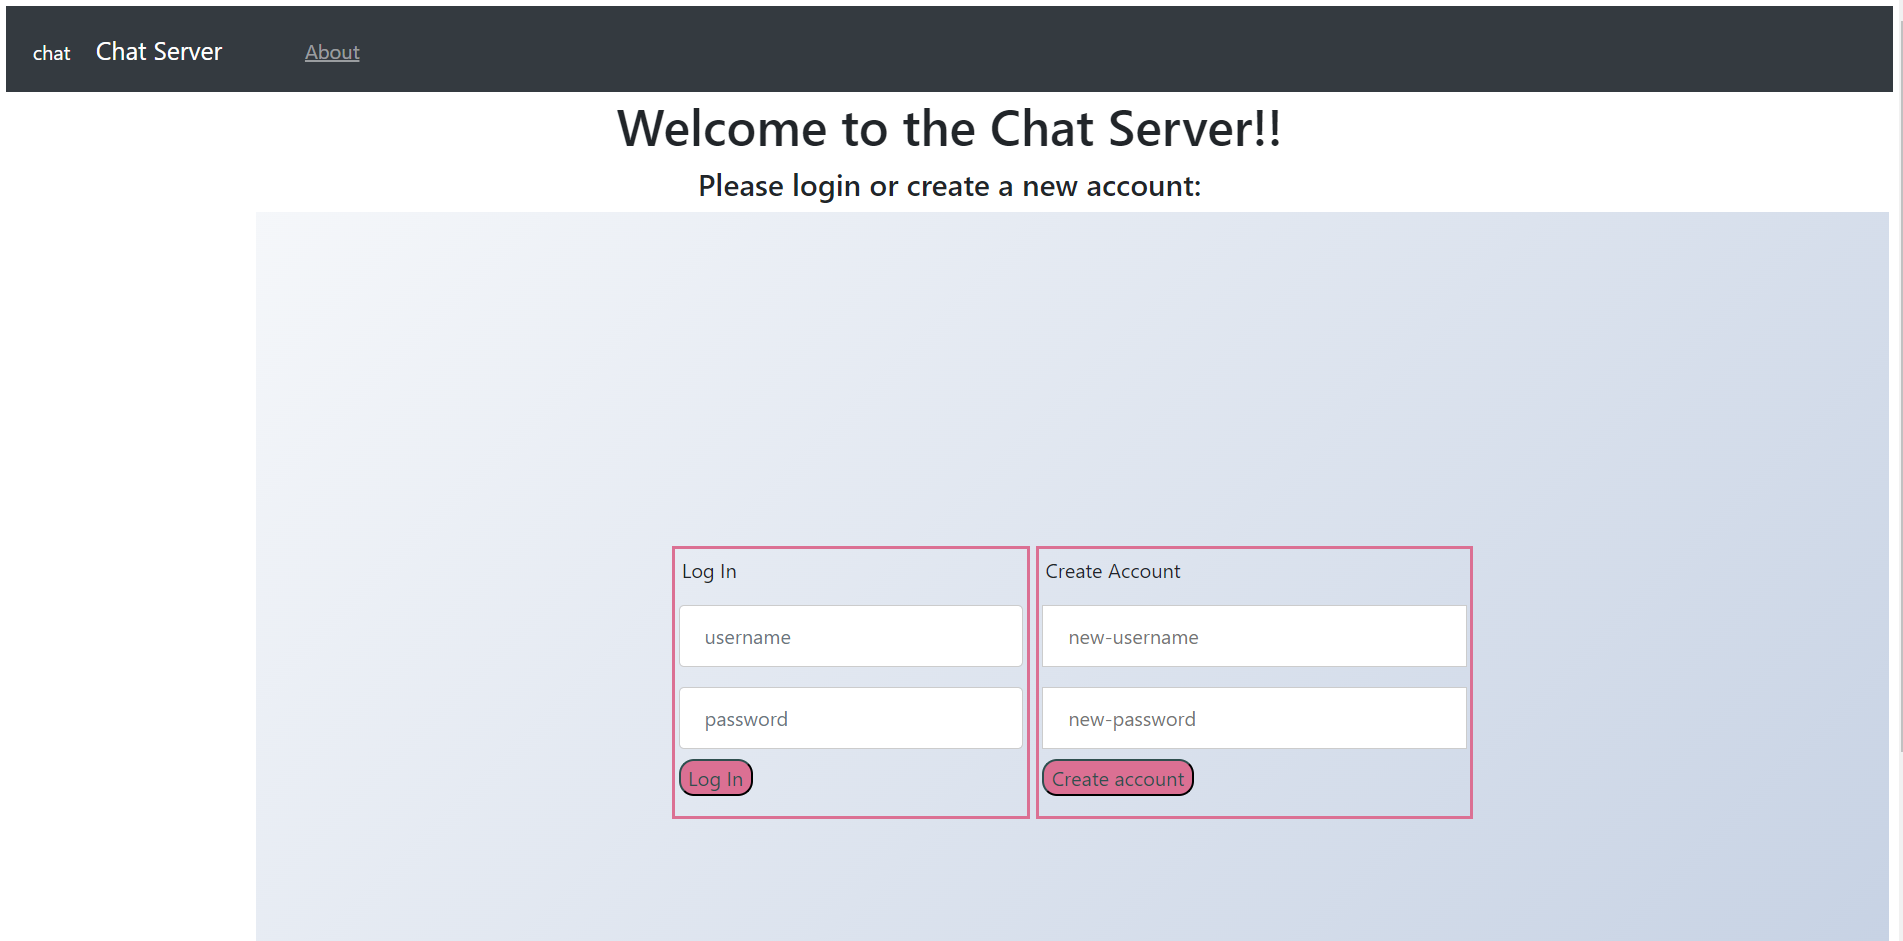 chat Chat Server About
Welcome to the Chat Server!!
Please login or create a new account:
Log In
username
password
Log In
Create Account
new-username
new-password
Create account